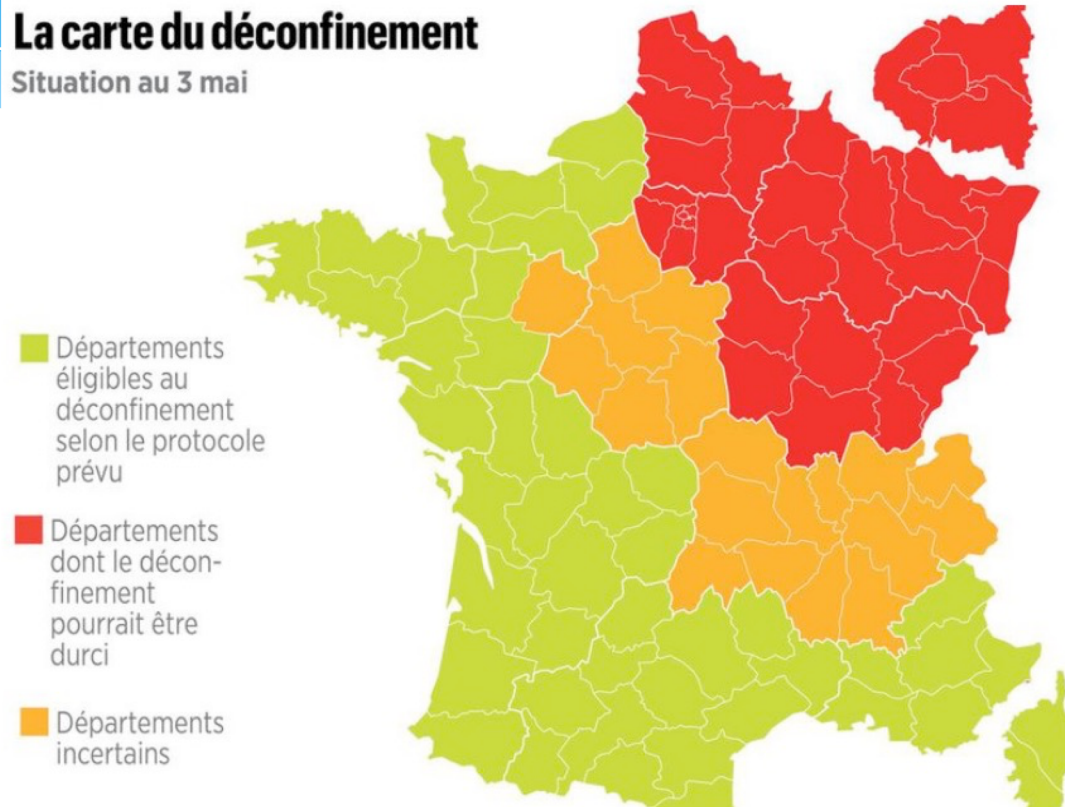 La carte du déconfinement
Situation au 3 mai
Départements
éligibles au
déconfinement
selon le protocole
prévu
Départements
dont le décon-
finement
pourrait être
durci
Départements
incertains